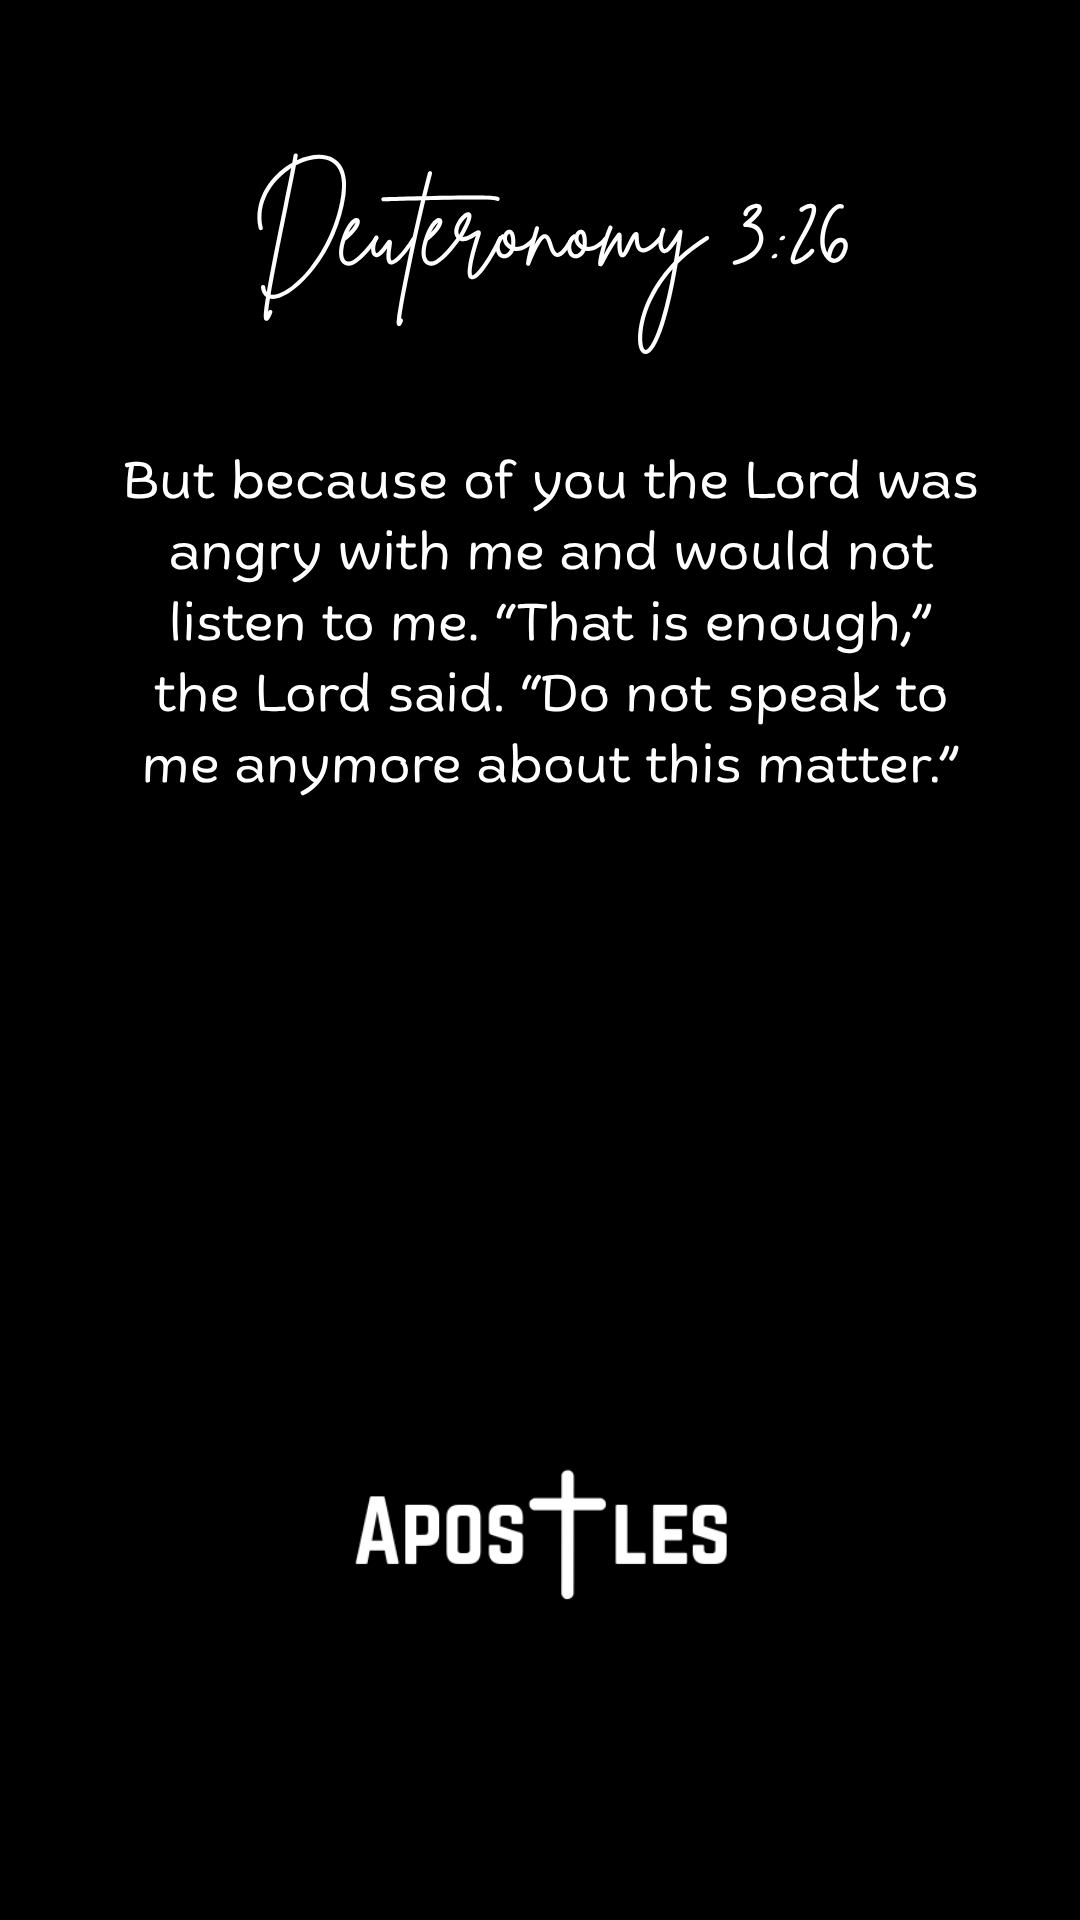 Deuteronomy 3:26
But because of you the Lord was
angry with me and would not
listen to me. “That is enough,”
the Lord said. “Do not speak to
me anymore about this matter.”
APOSTLES